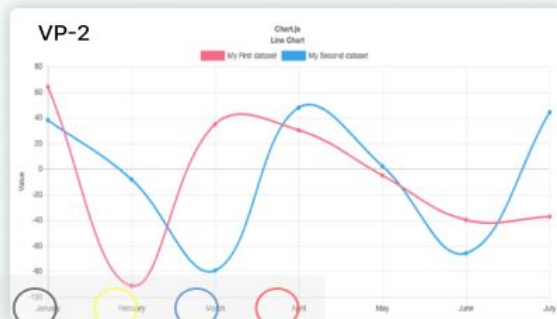 VP-2
Chart.js
Line Chart
My First dataset My Second dataset
80
60
40
20
0
-20
-40
-60
-80
-100
Value
January February March April May June July